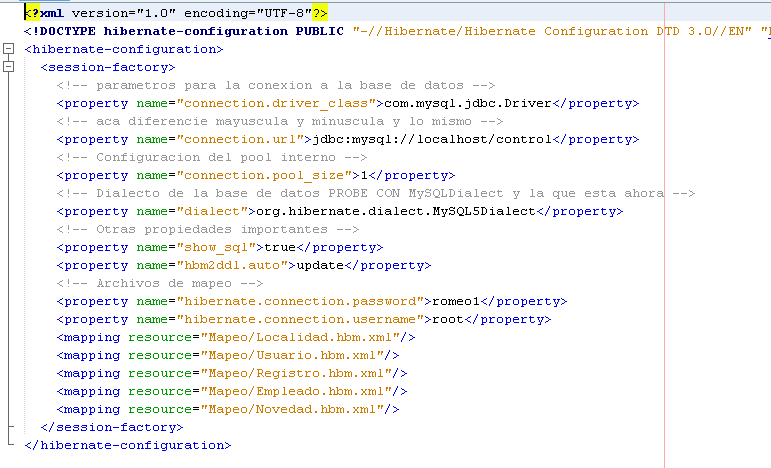 <?xml version="1.0" encoding="UTF-8"?>
<!DOCTYPE hibernate-configuration PUBLIC "-//Hibernate/Hibernate Configuration DTD 3.0//EN" "
<hibernate-configuration>
<session-factory>
<!-- parametros para la conexion a la base de datos -->
<property name="connection.driver_class">com.mysql.jdbc.Driver</property>
<!-- aca diferencie mayuscula y minuscula y lo mismo -->
<property name="connection.url">jdbc:mysql://localhost/control</property>
<!-- Configuracion del pool interno -->
<property name="connection.pool_size">1</property>
<!-- Dialecto de la base de datos PROBE CON MySQLDialect y la que esta ahora -->
<property name="dialect">org.hibernate.dialect.MySQL5Dialect</property>
<!-- Otras propiedades importantes -->
<property name="show_sql">true</property>
<property name="hbm2ddl.auto">update</property>
<!-- Archivos de mapeo -->
<property name="hibernate.connection.password">romeo1</property>
<property name="hibernate.connection.username">root</property>
<mapping resource="Mapeo/Localidad.hbm.xml"/>
<mapping resource="Mapeo/Usuario.hbm.xml"/>
<mapping resource="Mapeo/Registro.hbm.xml"/>
<mapping resource="Mapeo/Empleado.hbm.xml"/>
<mapping resource="Mapeo/Novedad.hbm.xml"/>
</session-factory>
</hibernate-configuration>